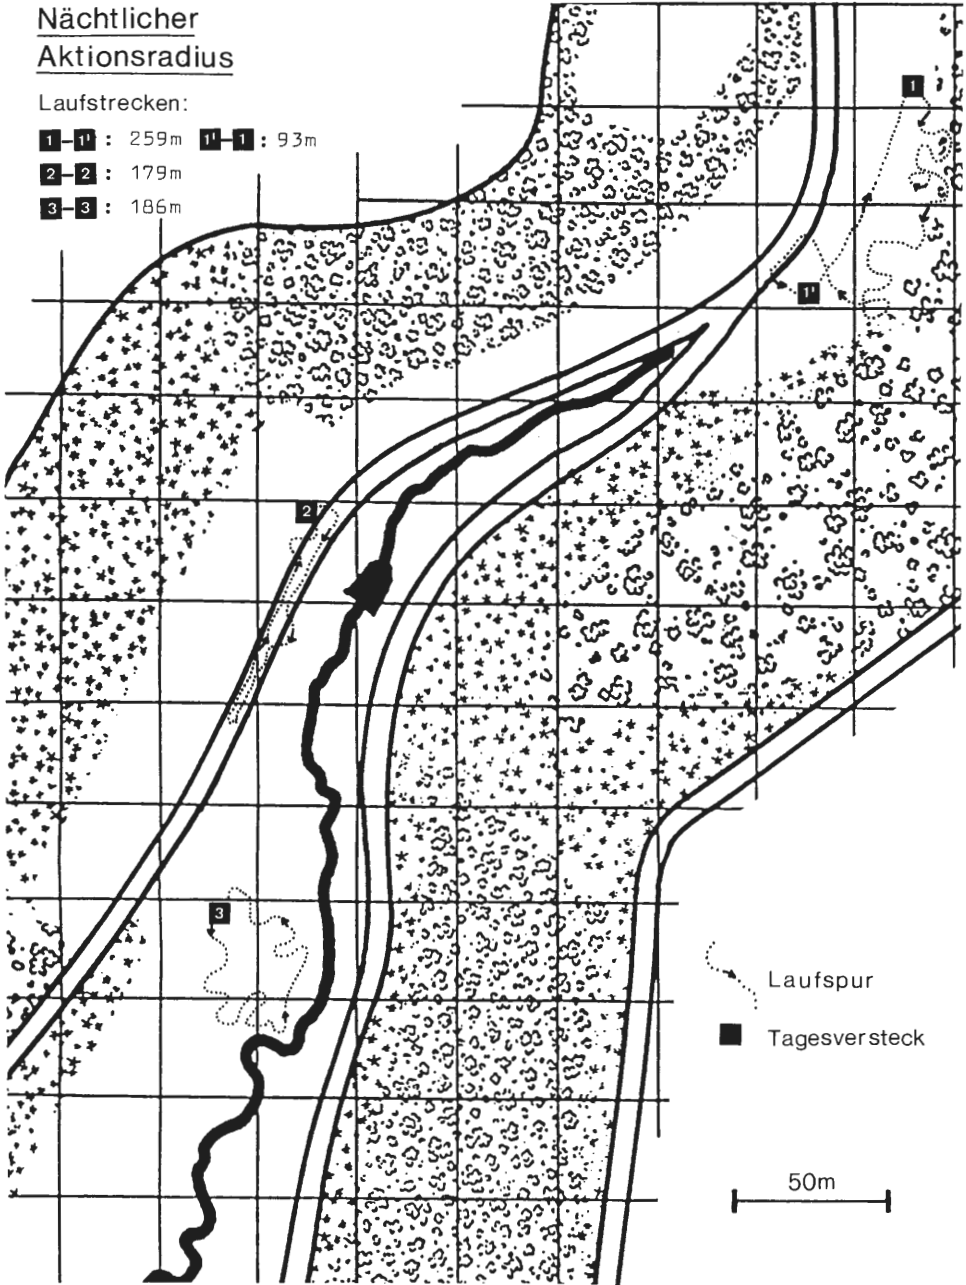 Nächtlicher
Aktionsradius
Laufstrecken:
1-1' : 259m 1'-1 : 93m
2-2 : 179m
3-3 : 186m
1
1'
2
3
Laufspur
Tagesversteck
50m